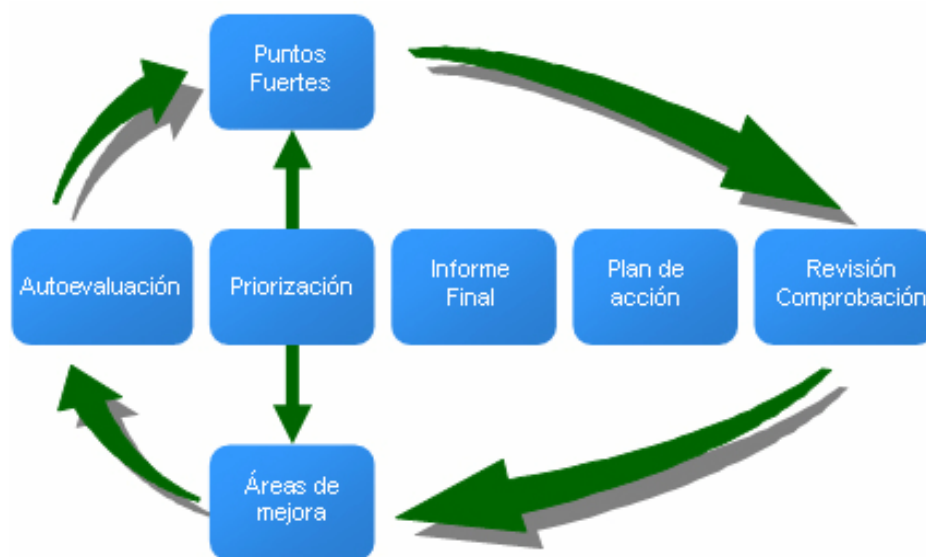 Puntos
Fuertes
Autoevaluación
Priorización
Informe
Final
Plan de
acción
Revisión
Comprobación
Áreas de
mejora